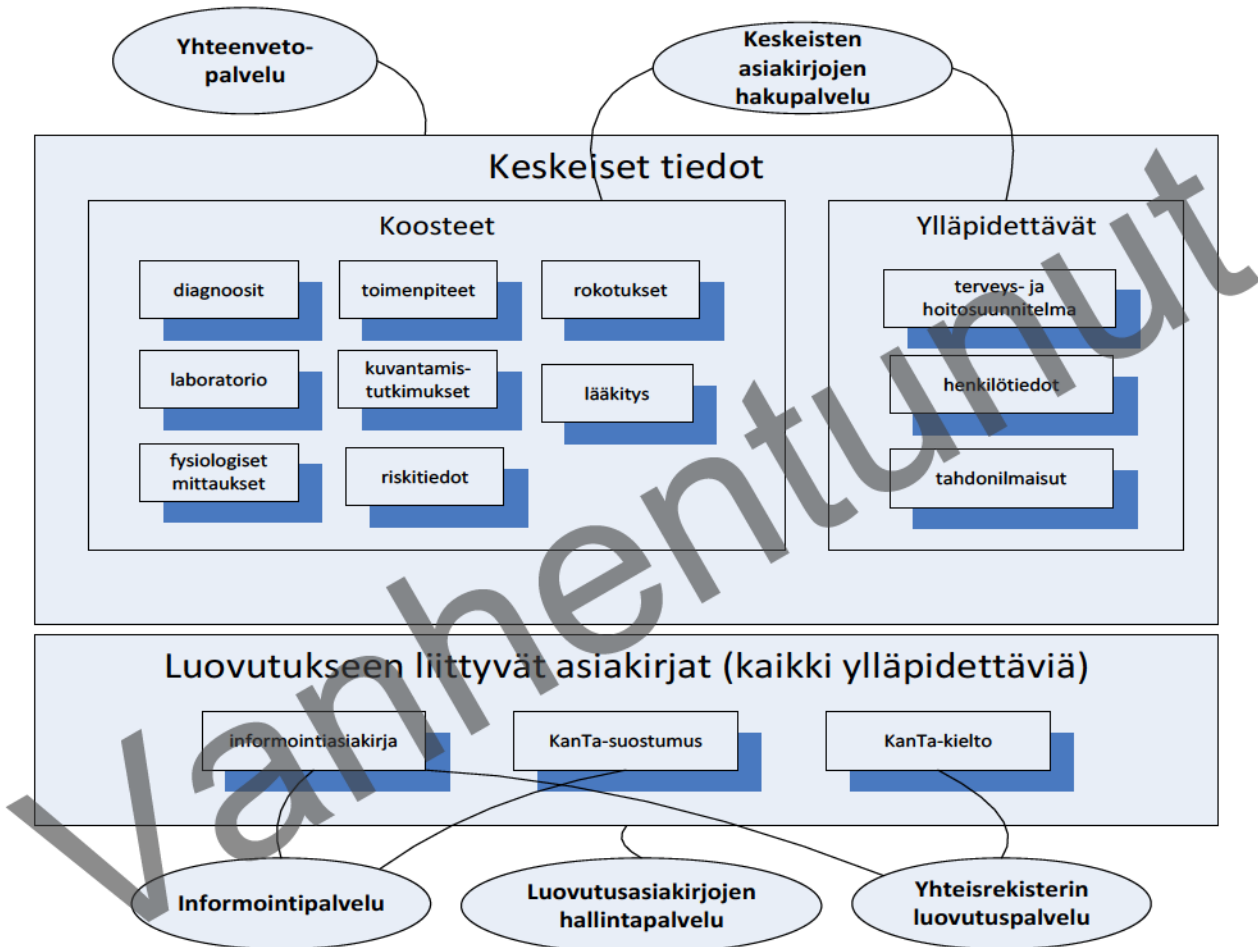 Yhteenveto-
palvelu
Keskeisten
asiakirjojen
hakupalvelu
Keskeiset tiedot
Koosteet
Ylläpidettävät
diagnoosit
toimenpiteet
rokotukset
terveys- ja
hoitosuunnitelma
laboratorio
kuvantamis-
tutkimukset
lääkitys
henkilötiedot
fysiologiset
mittaukset
riskitiedot
tahdonilmaisut
Luovutukseen liittyvät asiakirjat (kaikki ylläpidettäviä)
informointiasiakirja
KanTa-suostumus
KanTa-kielto
Informointipalvelu
Luovutusasiakirjojen
hallintapalvelu
Yhteisrekisterin
luovutuspalvelu
Vanhentunut